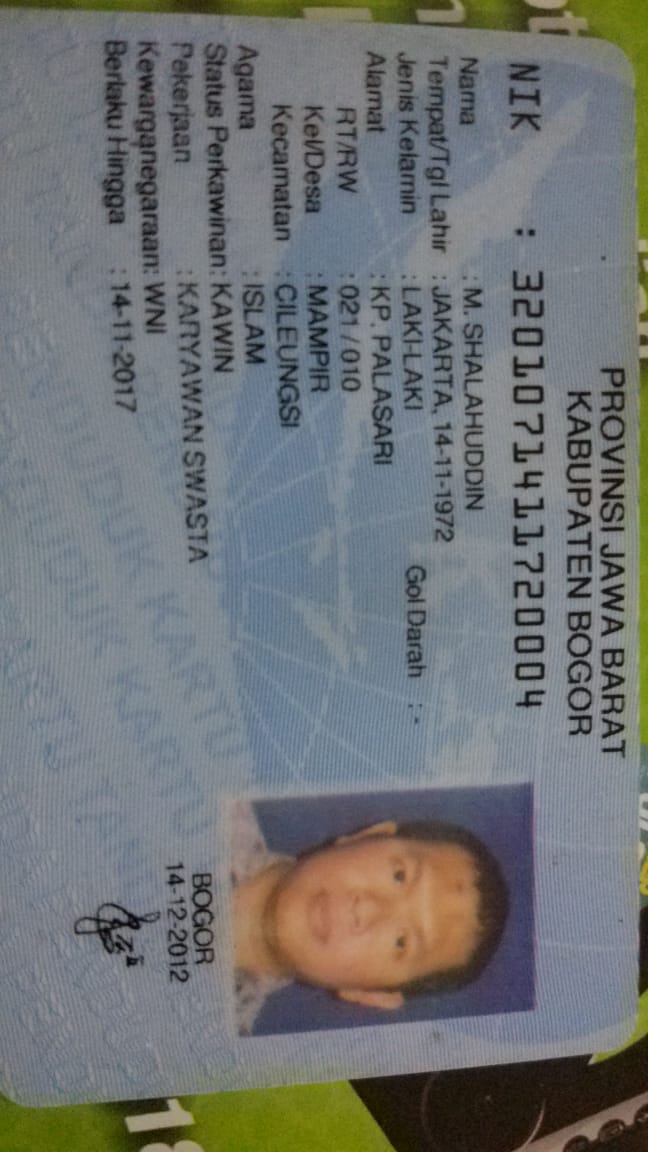 PROVINSI JAWA BARAT
KABUPATEN BOGOR
NIK : 3201071411720004
Nama : M. SHALAHUDDIN
Tempat/Tgl Lahir : JAKARTA, 14-11-1972
Jenis Kelamin : LAKI-LAKI Gol Darah : -
Alamat : KP. PALASARI
RT/RW : 021/010
Kel/Desa : MAMPIR
Kecamatan : CILEUNGSI
Agama : ISLAM
Status Perkawinan: KAWIN
Pekerjaan : KARYAWAN SWASTA
Kewarganegaraan: WNI
Berlaku Hingga : 14-11-2017
BOGOR
14-12-2012
18